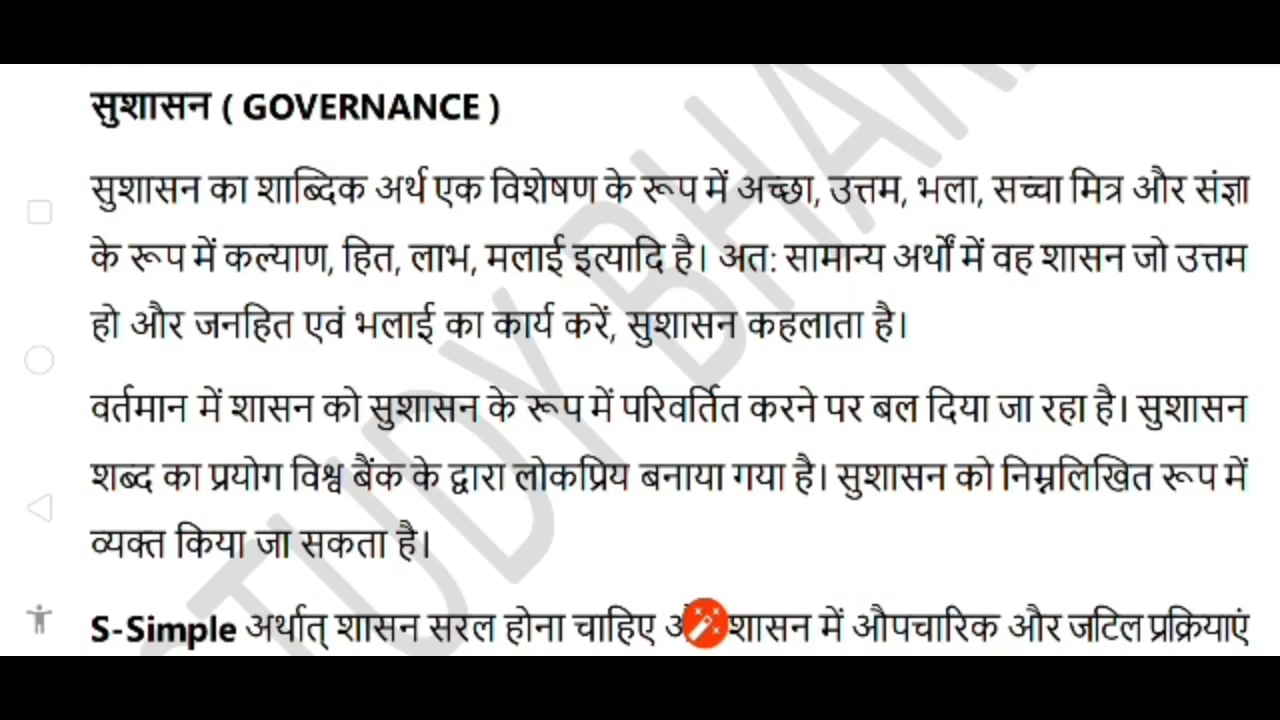 सुशासन ( GOVERNANCE )
सुशासन का शाब्दिक अर्थ एक विशेषण के रूप में अच्छा, उत्तम, भला, सच्चा मित्र और संज्ञा
के रूप में कल्याण, हित, लाभ, मलाई इत्यादि है। अत: सामान्य अर्थों में वह शासन जो उत्तम
हो और जनहित एवं भलाई का कार्य करें, सुशासन कहलाता है।
वर्तमान में शासन को सुशासन के रूप में परिवर्तित करने पर बल दिया जा रहा है। सुशासन
शब्द का प्रयोग विश्व बैंक के द्वारा लोकप्रिय बनाया गया है। सुशासन को निम्नलिखित रूप में
व्यक्त किया जा सकता है।
S-Simple अर्थात् शासन सरल होना चाहिए शासन में औपचारिक और जटिल प्रक्रियाएं
STUDY